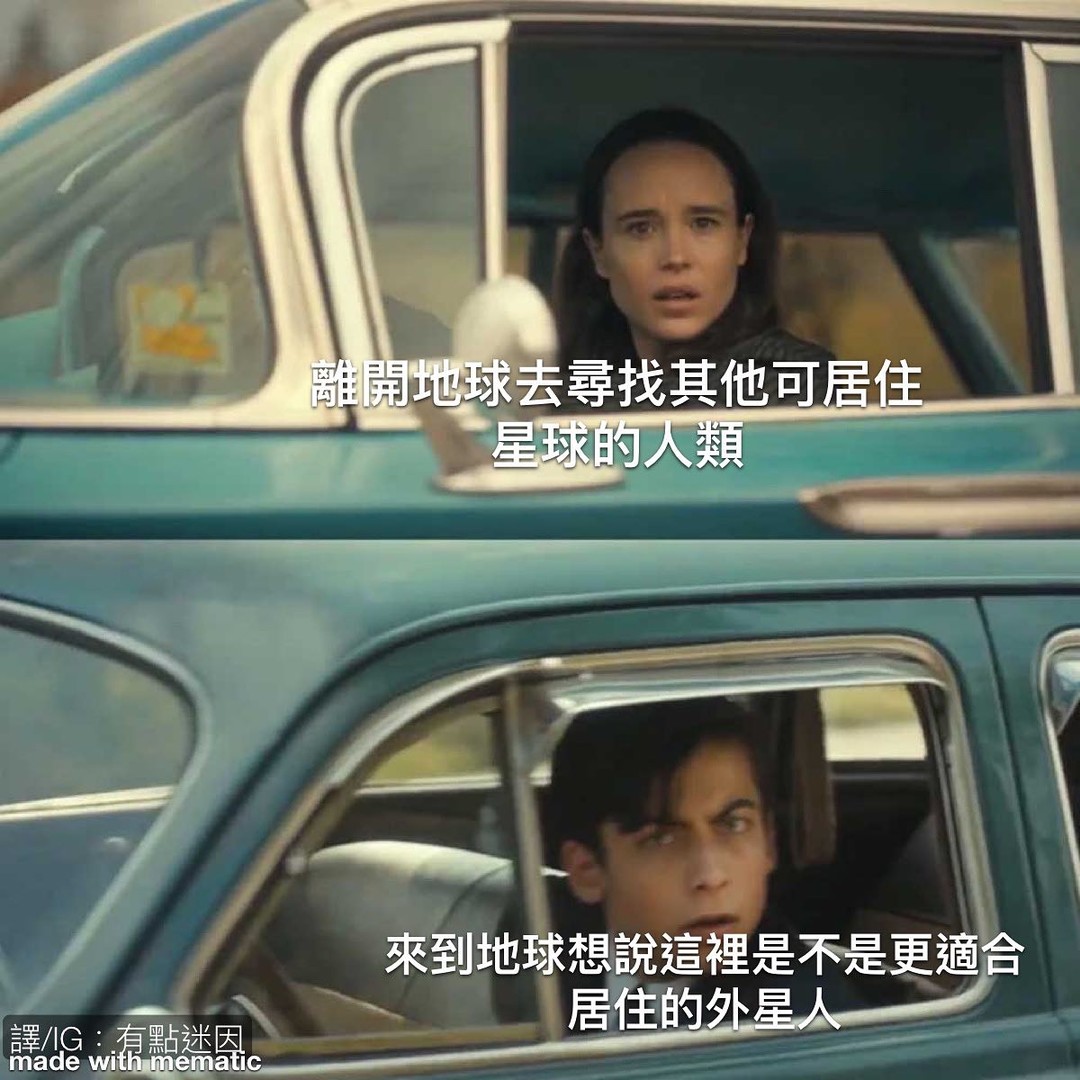 離開地球去尋找其他可居住
星球的人類
來到地球想說這裡是不是更適合
居住的外星人
譯/IG：有點迷因
made with mematic